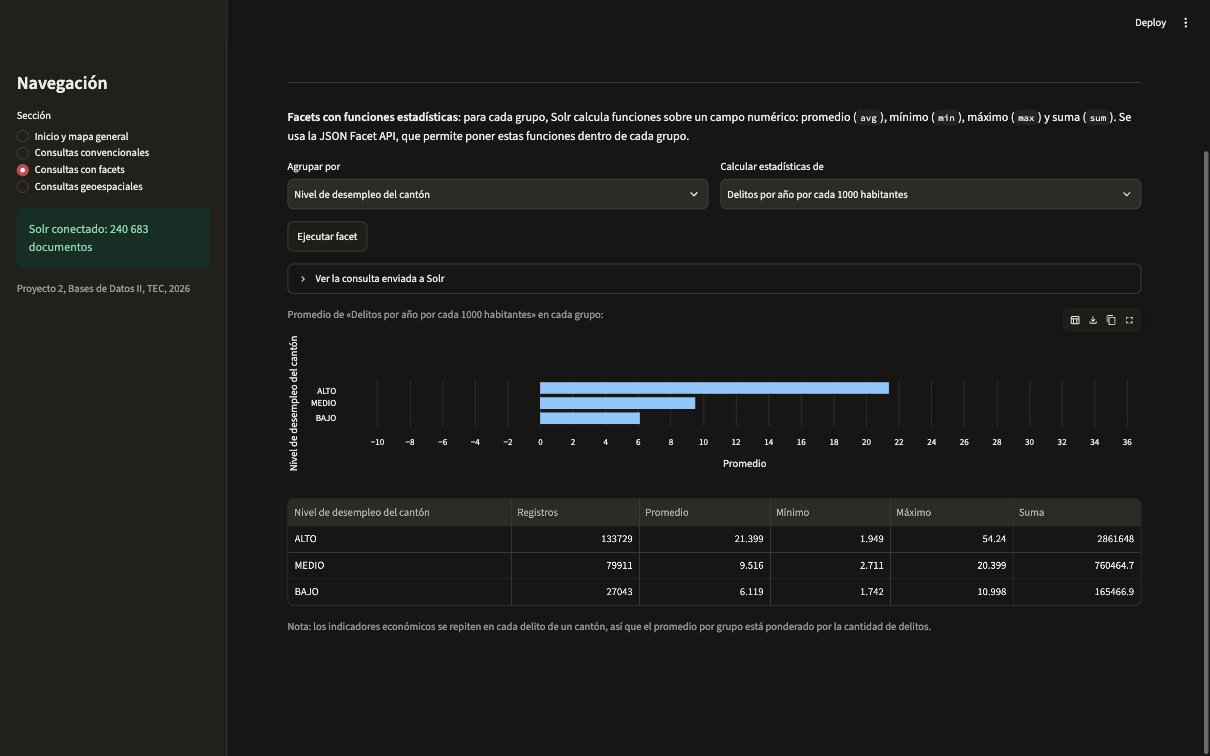 Deploy
Navegación
Sección
Inicio y mapa general
Consultas convencionales
Consultas con facets
Consultas geoespaciales
Solr conectado: 240 683
documentos
Proyecto 2, Bases de Datos II, TEC, 2026
Facets con funciones estadísticas: para cada grupo, Solr calcula funciones sobre un campo numérico: promedio ( avg ), mínimo ( min ), máximo ( max ) y suma ( sum ). Se
usa la JSON Facet API, que permite poner estas funciones dentro de cada grupo.
Agrupar por
Calcular estadísticas de
Nivel de desempleo del cantón
Delitos por año por cada 1000 habitantes
Ejecutar facet
Ver la consulta enviada a Solr
Promedio de «Delitos por año por cada 1000 habitantes» en cada grupo:
Nivel de desempleo del cantón
ALTO
MEDIO
BAJO
−10 −8 −6 −4 −2 0 2 4 6 8 10 12 14 16 18 20 22 24 26 28 30 32 34 36
Promedio
Nivel de desempleo del cantón Registros Promedio Mínimo Máximo Suma
ALTO 133729 21.399 1.949 54.24 2861648
MEDIO 79911 9.516 2.711 20.399 760464.7
BAJO 27043 6.119 1.742 10.998 165466.9
Nota: los indicadores económicos se repiten en cada delito de un cantón, así que el promedio por grupo está ponderado por la cantidad de delitos.